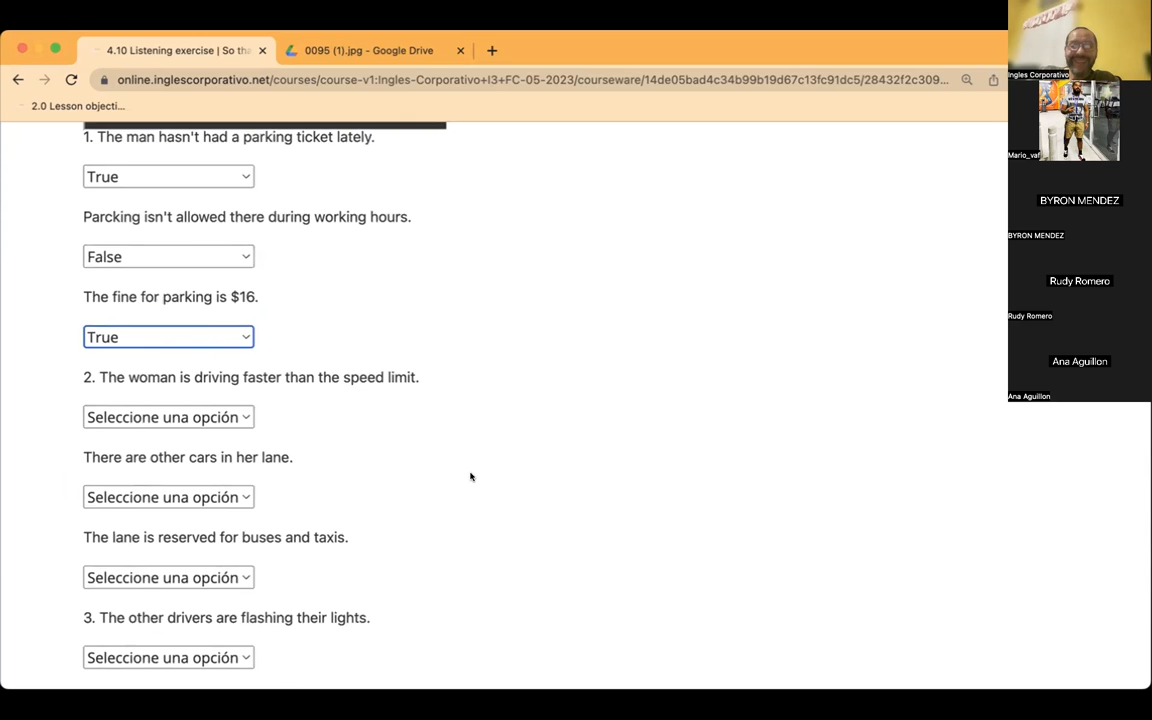 4.10 Listening exercise | So tha
0095 (1).jpg - Google Drive
online.inglescorporativo.net/courses/course-v1:Ingles-Corporativo+I3+FC-05-2023/courseware/14de05bad4c34b99b19d67c13fc91dc5/28432f2c309...
2.0 Lesson objecti...
1. The man hasn't had a parking ticket lately.
True
Parcking isn't allowed there during working hours.
False
The fine for parking is $16.
True
2. The woman is driving faster than the speed limit.
Seleccione una opción
There are other cars in her lane.
Seleccione una opción
The lane is reserved for buses and taxis.
Seleccione una opción
3. The other drivers are flashing their lights.
Seleccione una opción
Ingles Corporativo
Mario_vaf
BYRON MENDEZ
BYRON MENDEZ
Rudy Romero
Rudy Romero
Ana Aguillon
Ana Aguillon